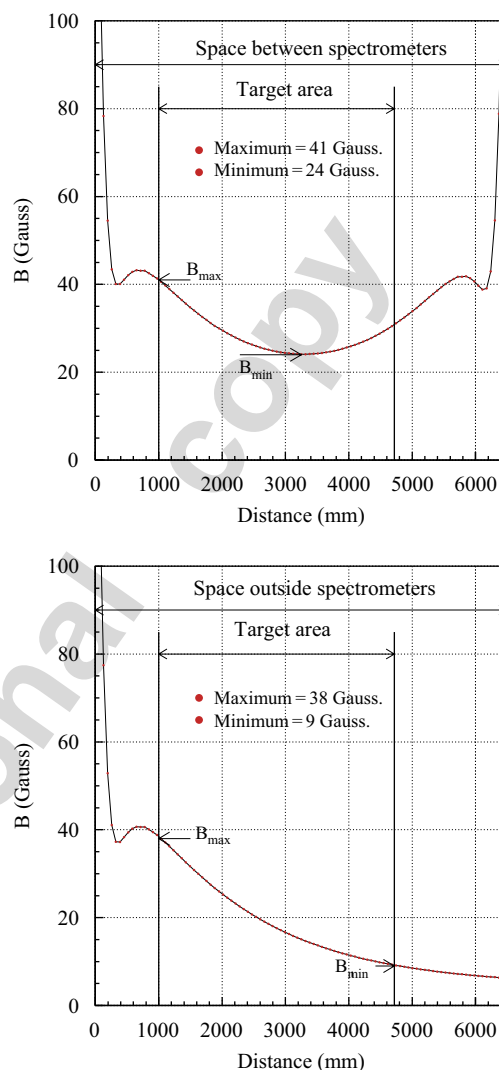 100
80
60
40
20
0
B (Gauss)
Space between spectrometers
Target area
Maximum = 41 Gauss.
Minimum = 24 Gauss.
Bmax
Bmin
0 1000 2000 3000 4000 5000 6000
Distance (mm)
copy
100
80
60
40
20
0
B (Gauss)
Space outside spectrometers
Target area
Maximum = 38 Gauss.
Minimum = 9 Gauss.
Bmax
Bmin
0 1000 2000 3000 4000 5000 6000
Distance (mm)
onal